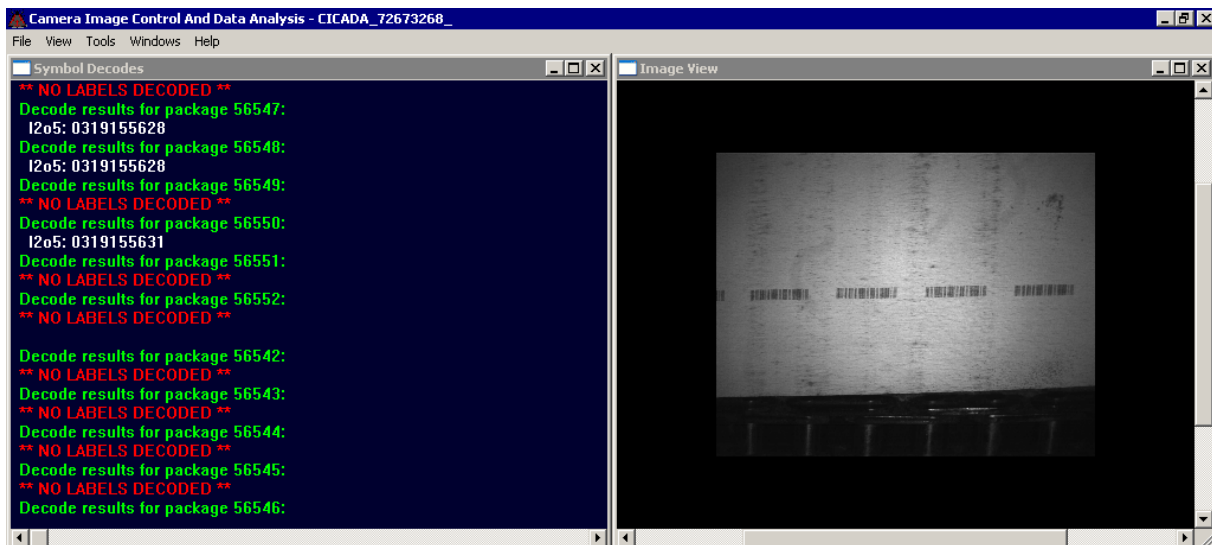 Camera Image Control And Data Analysis - CICADA_72673268_
File View Tools Windows Help
Symbol Decodes
** NO LABELS DECODED **
Decode results for package 56547:
I2o5: 0319155628
Decode results for package 56548:
I2o5: 0319155628
Decode results for package 56549:
** NO LABELS DECODED **
Decode results for package 56550:
I2o5: 0319155631
Decode results for package 56551:
** NO LABELS DECODED **
Decode results for package 56552:
** NO LABELS DECODED **
Decode results for package 56542:
** NO LABELS DECODED **
Decode results for package 56543:
** NO LABELS DECODED **
Decode results for package 56544:
** NO LABELS DECODED **
Decode results for package 56545:
** NO LABELS DECODED **
Decode results for package 56546:
Image View